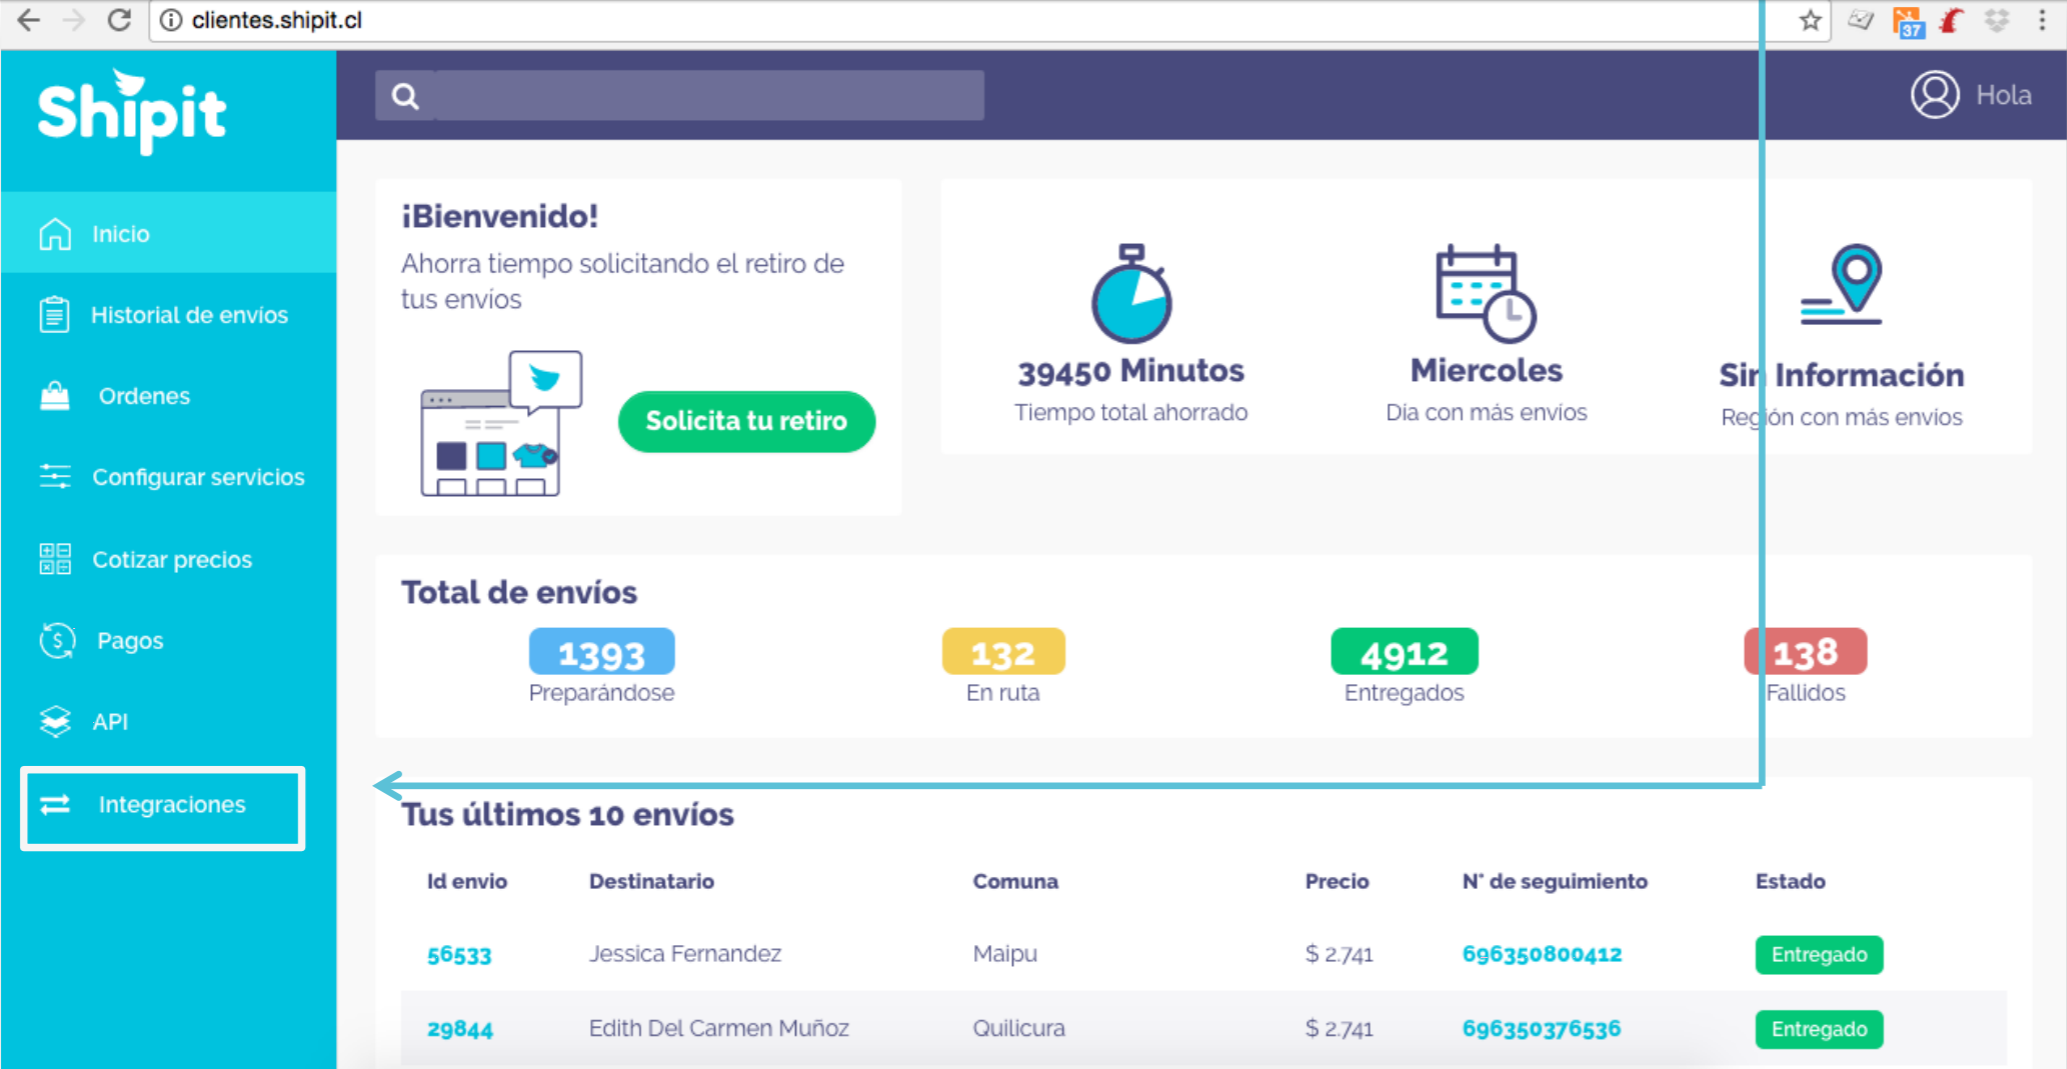 clientes.shipit.cl
37
Shipit
Hola
Inicio
Historial de envíos
Ordenes
Configurar servicios
Cotizar precios
Pagos
API
Integraciones
¡Bienvenido!
Ahorra tiempo solicitando el retiro de
tus envíos
Solicita tu retiro
39450 Minutos
Tiempo total ahorrado
Miercoles
Día con más envíos
Sin Información
Región con más envíos
Total de envíos
1393
Preparándose
132
En ruta
4912
Entregados
138
Fallidos
Tus últimos 10 envíos
Id envio Destinatario Comuna Precio N° de seguimiento Estado
56533 Jessica Fernandez Maipu $ 2.741 696350800412 Entregado
29844 Edith Del Carmen Muñoz Quilicura $ 2.741 696350376536 Entregado